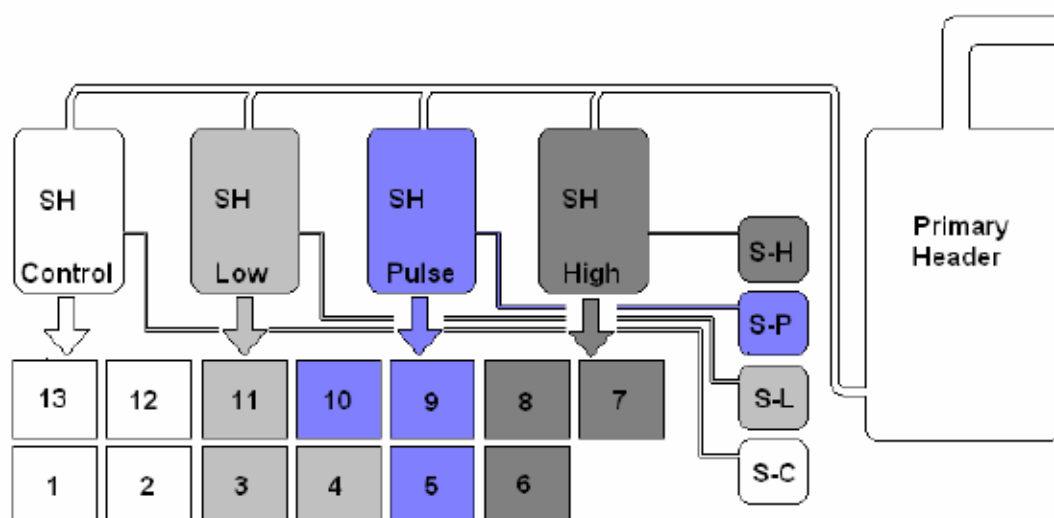 SH
Control
SH
Low
SH
Pulse
SH
High
Primary
Header
S-H
S-P
S-L
S-C
13 12 11 10 9 8 7
1 2 3 4 5 6